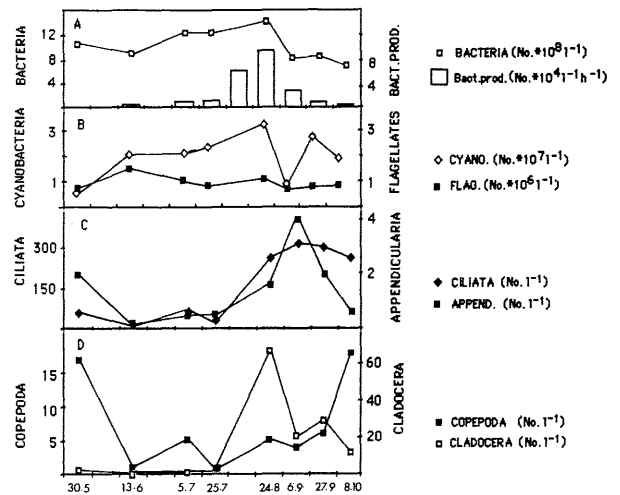 A
12
8
4
BACTERIA
8
4
BACT.PROD.
BACTERIA (No.*10⁸l⁻¹)
Bact.prod. (No.*10⁴l⁻¹h⁻¹)
B
3
1
CYANOBACTERIA
3
1
FLAGELLATES
CYANO. (No.*10⁷l⁻¹)
FLAG. (No.*10⁶l⁻¹)
C
300
150
CILIATA
4
2
APPENDICULARIA
CILIATA (No.l⁻¹)
APPEND. (No.l⁻¹)
D
15
10
5
COPEPODA
60
40
20
CLADOCERA
COPEPODA (No.l⁻¹)
CLADOCERA (No.l⁻¹)
30.5 13.6 5.7 25.7 24.8 6.9 27.9 8.10